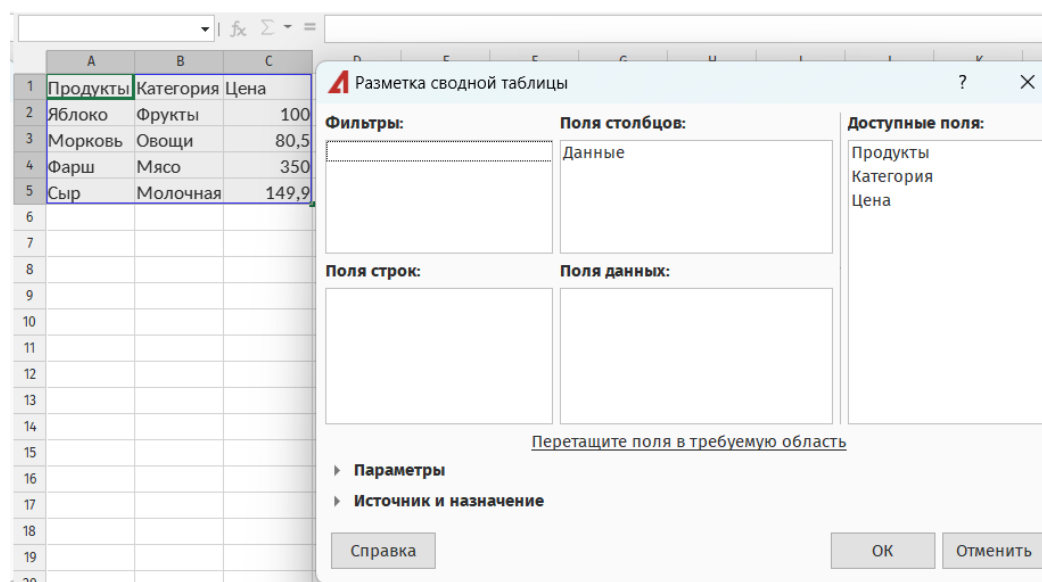 fx Σ =
A B C
1 Продукты Категория Цена
2 Яблоко Фрукты 100
3 Морковь Овощи 80,5
4 Фарш Мясо 350
5 Сыр Молочная 149,9
6
7
8
9
10
11
12
13
14
15
16
17
18
19
Разметка сводной таблицы ? ×
Фильтры: Поля столбцов: Доступные поля:
Данные Продукты
Категория
Цена
Поля строк: Поля данных:
Перетащите поля в требуемую область
Параметры
Источник и назначение
Справка ОК Отменить